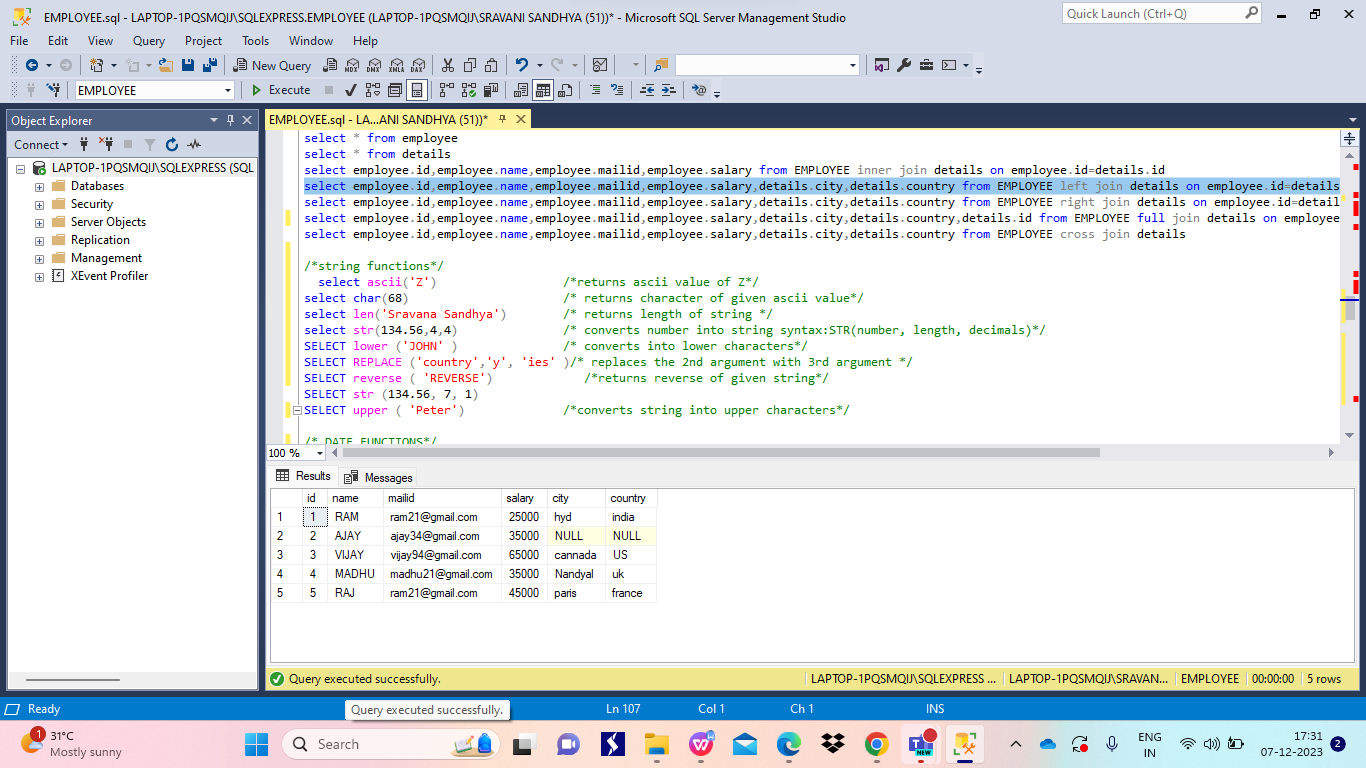 EMPLOYEE.sql - LAPTOP-1PQSMQIJ\SQLEXPRESS.EMPLOYEE (LAPTOP-1PQSMQIJ\SRAVANI SANDHYA (51))* - Microsoft SQL Server Management Studio
Quick Launch (Ctrl+Q)
File Edit View Query Project Tools Window Help
New Query MDX DMX XMLA DAX
EMPLOYEE Execute
Object Explorer
EMPLOYEE.sql - LA...ANI SANDHYA (51))*
Connect
LAPTOP-1PQSMQIJ\SQLEXPRESS (SQL
Databases
Security
Server Objects
Replication
Management
XEvent Profiler
select * from employee
select * from details
select employee.id,employee.name,employee.mailid,employee.salary from EMPLOYEE inner join details on employee.id=details.id
select employee.id,employee.name,employee.mailid,employee.salary,details.city,details.country from EMPLOYEE left join details on employee.id=details
select employee.id,employee.name,employee.mailid,employee.salary,details.city,details.country from EMPLOYEE right join details on employee.id=detail
select employee.id,employee.name,employee.mailid,employee.salary,details.city,details.country,details.id from EMPLOYEE full join details on employee
select employee.id,employee.name,employee.mailid,employee.salary,details.city,details.country from EMPLOYEE cross join details
/*string functions*/
select ascii('Z') /*returns ascii value of Z*/
select char(68) /* returns character of given ascii value*/
select len('Sravana Sandhya') /* returns length of string */
select str(134.56,4,4) /* converts number into string syntax:STR(number, length, decimals)*/
SELECT lower ('JOHN' ) /* converts into lower characters*/
SELECT REPLACE ('country','y', 'ies' )/* replaces the 2nd argument with 3rd argument */
SELECT reverse ( 'REVERSE') /*returns reverse of given string*/
SELECT str (134.56, 7, 1)
SELECT upper ( 'Peter') /*converts string into upper characters*/
/* DATE FUNCTIONS*/
100 %
Results Messages
id name mailid salary city country
1 1 RAM ram21@gmail.com 25000 hyd india
2 2 AJAY ajay34@gmail.com 35000 NULL NULL
3 3 VIJAY vijay94@gmail.com 65000 cannada US
4 4 MADHU madhu21@gmail.com 35000 Nandyal uk
5 5 RAJ ram21@gmail.com 45000 paris france
Query executed successfully. LAPTOP-1PQSMQIJ\SQLEXPRESS ... LAPTOP-1PQSMQIJ\SRAVAN... EMPLOYEE 00:00:00 5 rows
Ready Ln 107 Col 1 Ch 1 INS
Query executed successfully.
1
31°C
Mostly sunny
Search
NEW
ENG
IN
17:31
07-12-2023
2